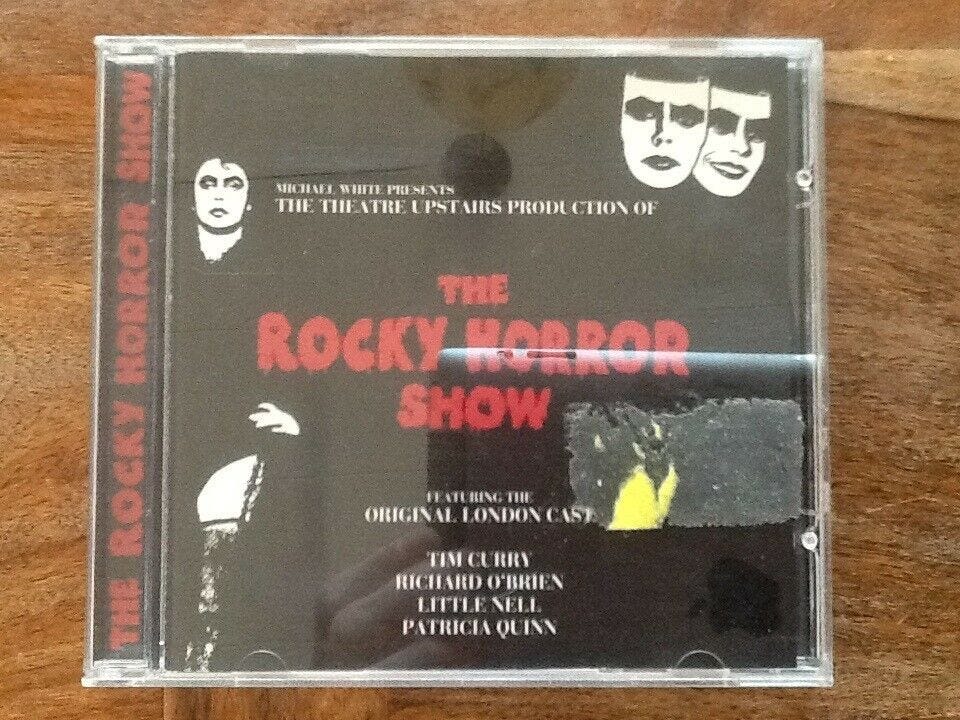 THE ROCKY HORROR SHOW
MICHAEL WHITE PRESENTS
THE THEATRE UPSTAIRS PRODUCTION OF
THE
ROCKY HORROR
SHOW
FEATURING THE
ORIGINAL LONDON CAST
TIM CURRY
RICHARD O'BRIEN
LITTLE NELL
PATRICIA QUINN